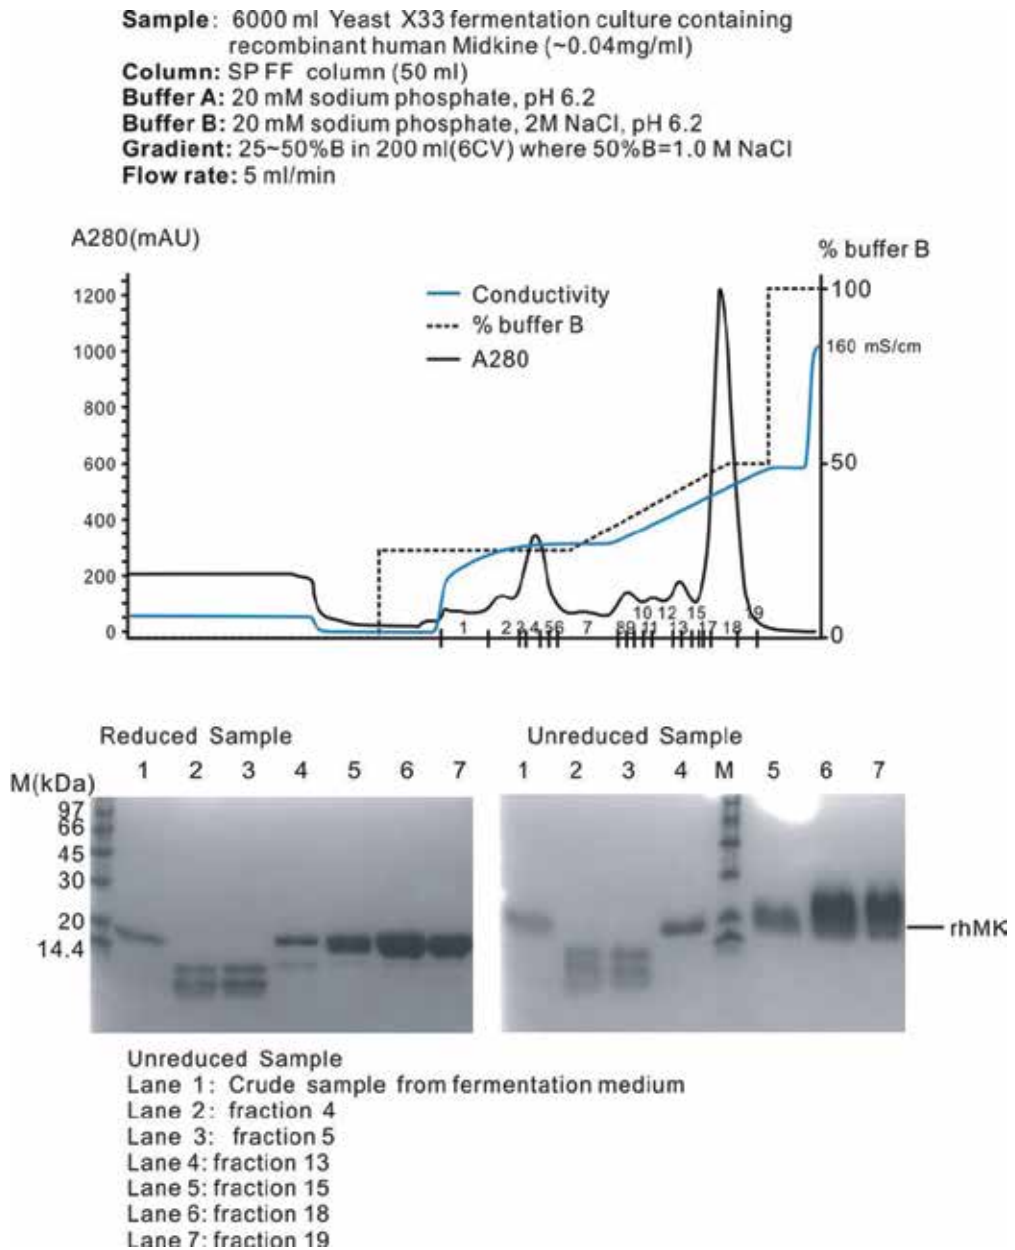 Sample: 6000 ml Yeast X33 fermentation culture containing
recombinant human Midkine (~0.04mg/ml)
Column: SP FF column (50 ml)
Buffer A: 20 mM sodium phosphate, pH 6.2
Buffer B: 20 mM sodium phosphate, 2M NaCl, pH 6.2
Gradient: 25~50%B in 200 ml(6CV) where 50%B=1.0 M NaCl
Flow rate: 5 ml/min
A280(mAU)
% buffer B
1200
1000
800
600
400
200
0
Conductivity
% buffer B
A280
100
160 mS/cm
50
0
10 12 15 19
1 2 3 4 5 6 7 8 9 11 13 17 18
Reduced Sample
1 2 3 4 5 6 7
M(kDa)
97
66
45
30
20
14.4
Unreduced Sample
1 2 3 4 M 5 6 7
rhMK
Unreduced Sample
Lane 1: Crude sample from fermentation medium
Lane 2: fraction 4
Lane 3: fraction 5
Lane 4: fraction 13
Lane 5: fraction 15
Lane 6: fraction 18
Lane 7: fraction 19